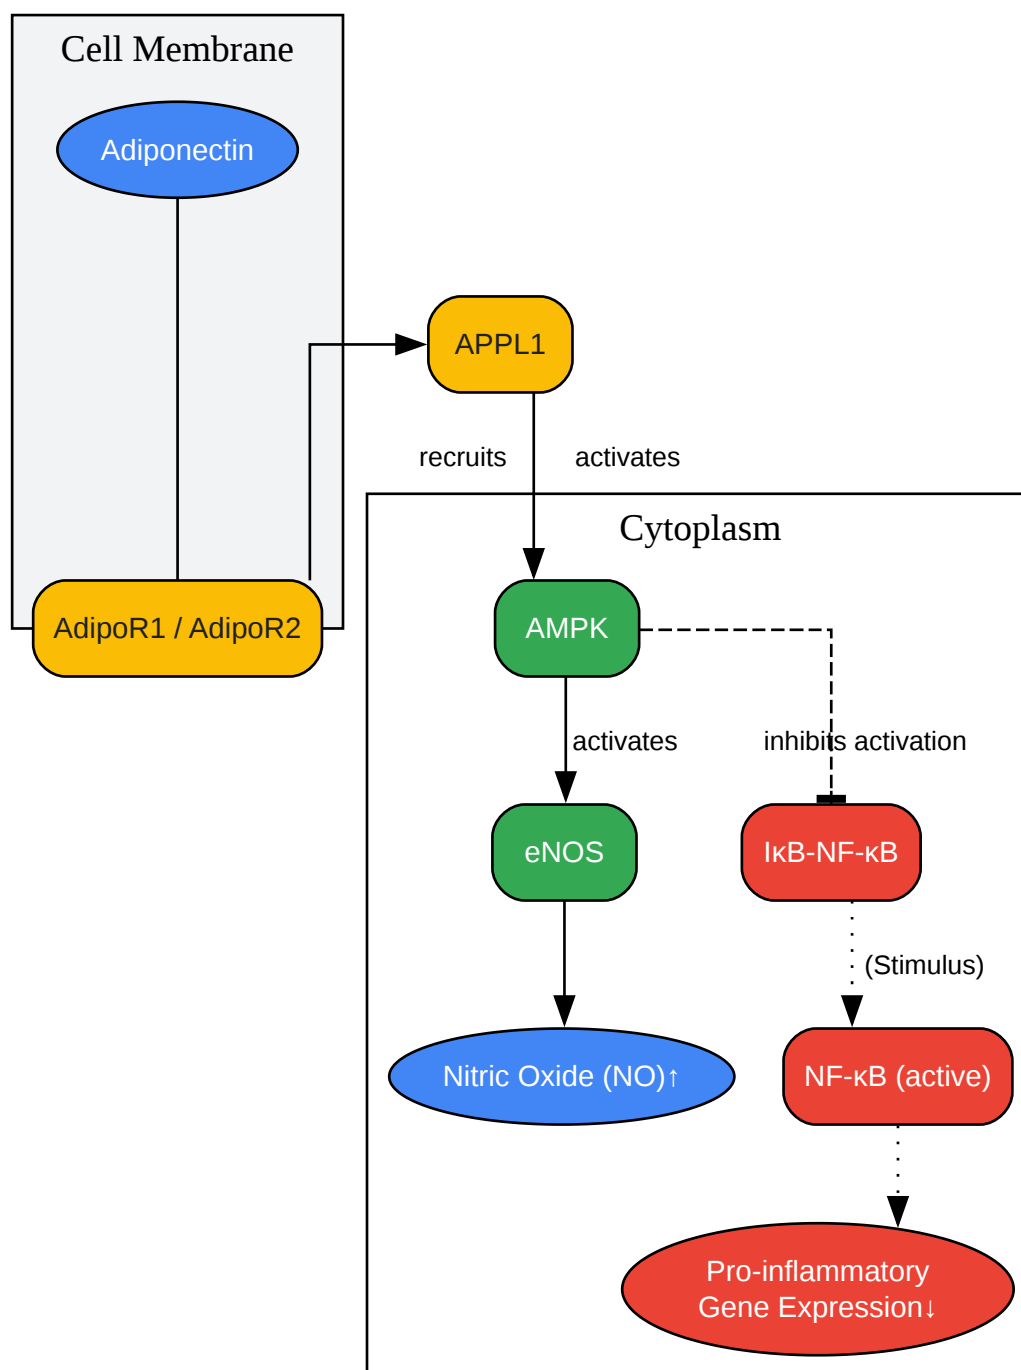 Cell Membrane
Adiponectin
APPL1
recruits
activates
Cytoplasm
AdipoR1 / AdipoR2
AMPK
activates
inhibits activation
eNOS
IκB-NF-κB
(Stimulus)
Nitric Oxide (NO)↑
NF-κB (active)
Pro-inflammatory
Gene Expression↓